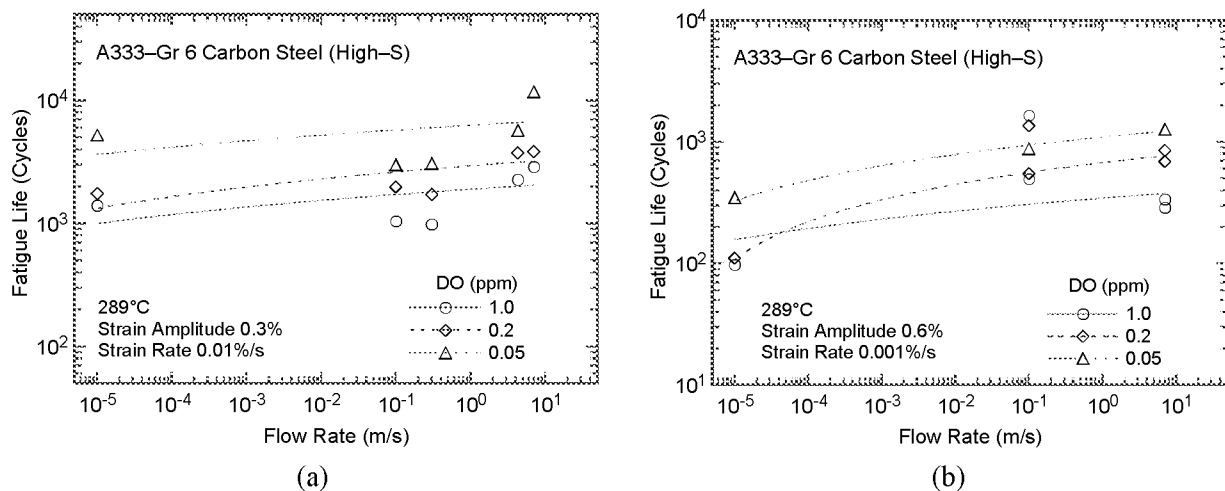 A333–Gr 6 Carbon Steel (High–S)
Fatigue Life (Cycles)
10⁴
10³
10²
289°C
Strain Amplitude 0.3%
Strain Rate 0.01%/s
DO (ppm)
1.0
0.2
0.05
10⁻⁵ 10⁻⁴ 10⁻³ 10⁻² 10⁻¹ 10⁰ 10¹
Flow Rate (m/s)
(a)
A333–Gr 6 Carbon Steel (High–S)
Fatigue Life (Cycles)
10⁴
10³
10²
10¹
289°C
Strain Amplitude 0.6%
Strain Rate 0.001%/s
DO (ppm)
1.0
0.2
0.05
10⁻⁵ 10⁻⁴ 10⁻³ 10⁻² 10⁻¹ 10⁰ 10¹
Flow Rate (m/s)
(b)